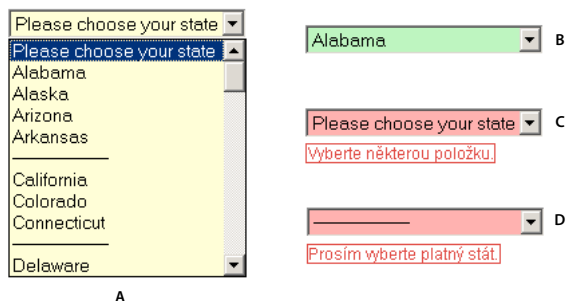 Please choose your state
Please choose your state
Alabama
Alaska
Arizona
Arkansas
California
Colorado
Connecticut
Delaware
A
Alabama
B
Please choose your state
C
Vyberte některou položku.
D
Prosím vyberte platný stát.